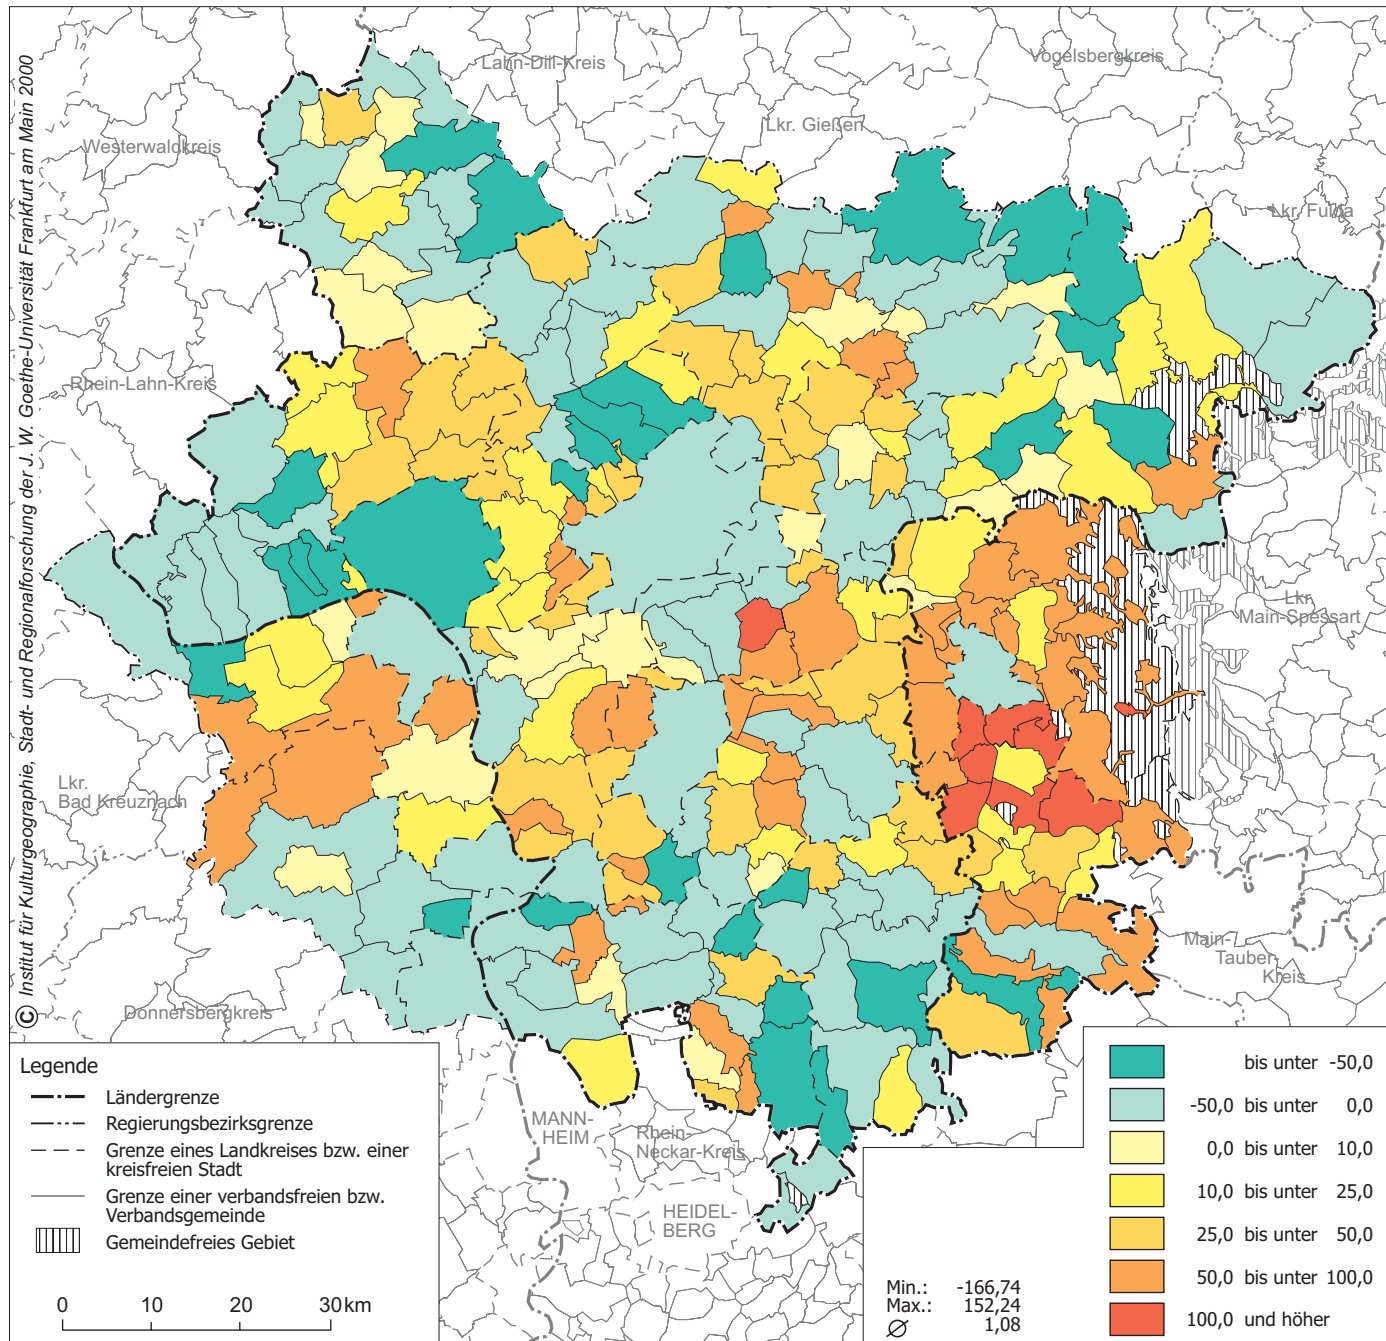 © Institut für Kulturgeographie, Stadt- und Regionalforschung der J. W. Goethe-Universität Frankfurt am Main 2000
Lahn-Dill-Kreis
Vogelsbergkreis
Westerwaldkreis
Lkr. Gießen
Lkr. Fulda
Rhein-Lahn-Kreis
Lkr.
Main-Spessart
Lkr.
Bad Kreuznach
Main-
Tauber-
Kreis
Donnersbergkreis
MANN-
HEIM
Rhein-
Neckar-Kreis
HEIDEL-
BERG
Legende
Ländergrenze
Regierungsbezirksgrenze
Grenze eines Landkreises bzw. einer
kreisfreien Stadt
Grenze einer verbandsfreien bzw.
Verbandsgemeinde
Gemeindefreies Gebiet
0 10 20 30 km
Min.: -166,74
Max.: 152,24
Ø 1,08
bis unter -50,0
-50,0 bis unter 0,0
0,0 bis unter 10,0
10,0 bis unter 25,0
25,0 bis unter 50,0
50,0 bis unter 100,0
100,0 und höher